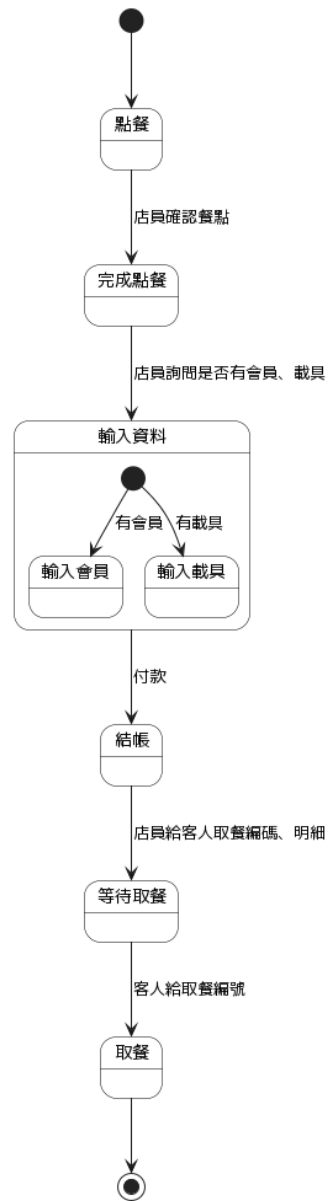 點餐
店員確認餐點
完成點餐
店員詢問是否有會員、載具
輸入資料
有會員
有載具
輸入會員
輸入載具
付款
結帳
店員給客人取餐編碼、明細
等待取餐
客人給取餐編號
取餐